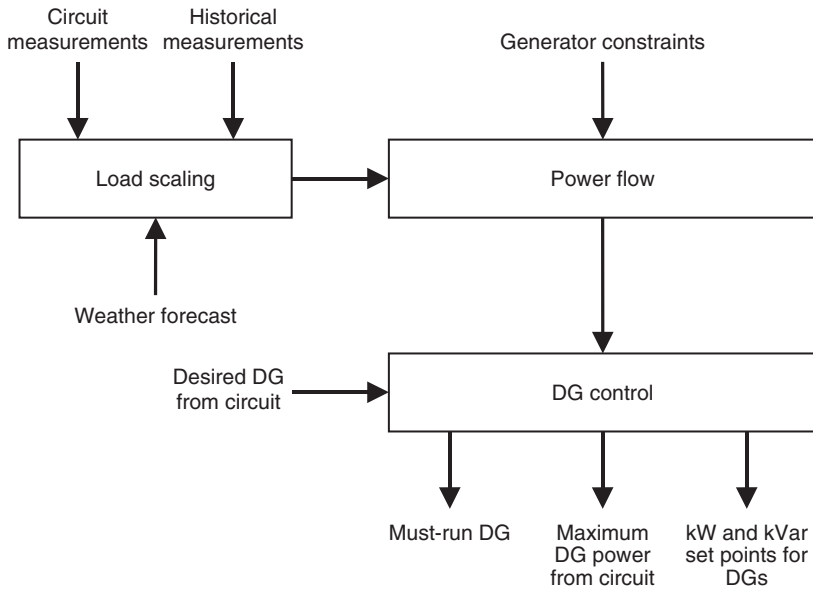 Circuit
measurements
Historical
measurements
Generator constraints
Load scaling
Power flow
Weather forecast
Desired DG
from circuit
DG control
Must-run DG
Maximum
DG power
from circuit
kW and kVar
set points for
DGs